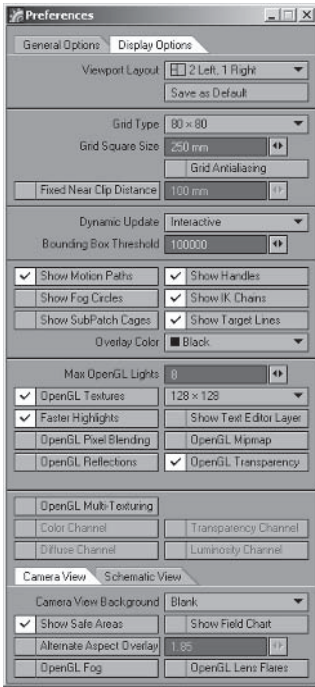 Preferences
General Options Display Options
Viewport Layout 2 Left, 1 Right
Save as Default
Grid Type 80 × 80
Grid Square Size 250 mm
Grid Antialiasing
Fixed Near Clip Distance 100 mm
Dynamic Update Interactive
Bounding Box Threshold 100000
Show Motion Paths Show Handles
Show Fog Circles Show IK Chains
Show SubPatch Cages Show Target Lines
Overlay Color Black
Max OpenGL Lights 8
OpenGL Textures 128 × 128
Faster Highlights Show Text Editor Layer
OpenGL Pixel Blending OpenGL Mipmap
OpenGL Reflections OpenGL Transparency
OpenGL Multi-Texturing
Color Channel Transparency Channel
Diffuse Channel Luminosity Channel
Camera View Schematic View
Camera View Background Blank
Show Safe Areas Show Field Chart
Alternate Aspect Overlay 1.85
OpenGL Fog OpenGL Lens Flares